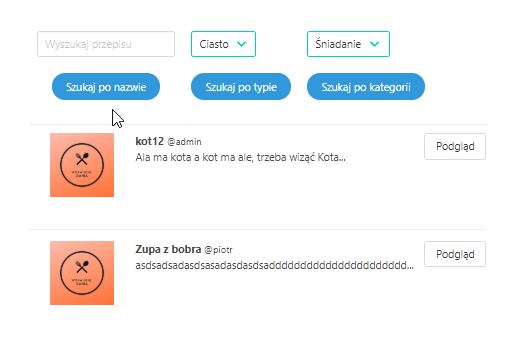 Wyszukaj przepisu Ciasto Śniadanie
Szukaj po nazwie Szukaj po typie Szukaj po kategorii
kot12 @admin Podgląd
Ala ma kota a kot ma ale, trzeba wiząć Kota...
Zupa z bobra @piotr Podgląd
asdsadsadasdsasadasdasdsadddddddddddddddddddddd...